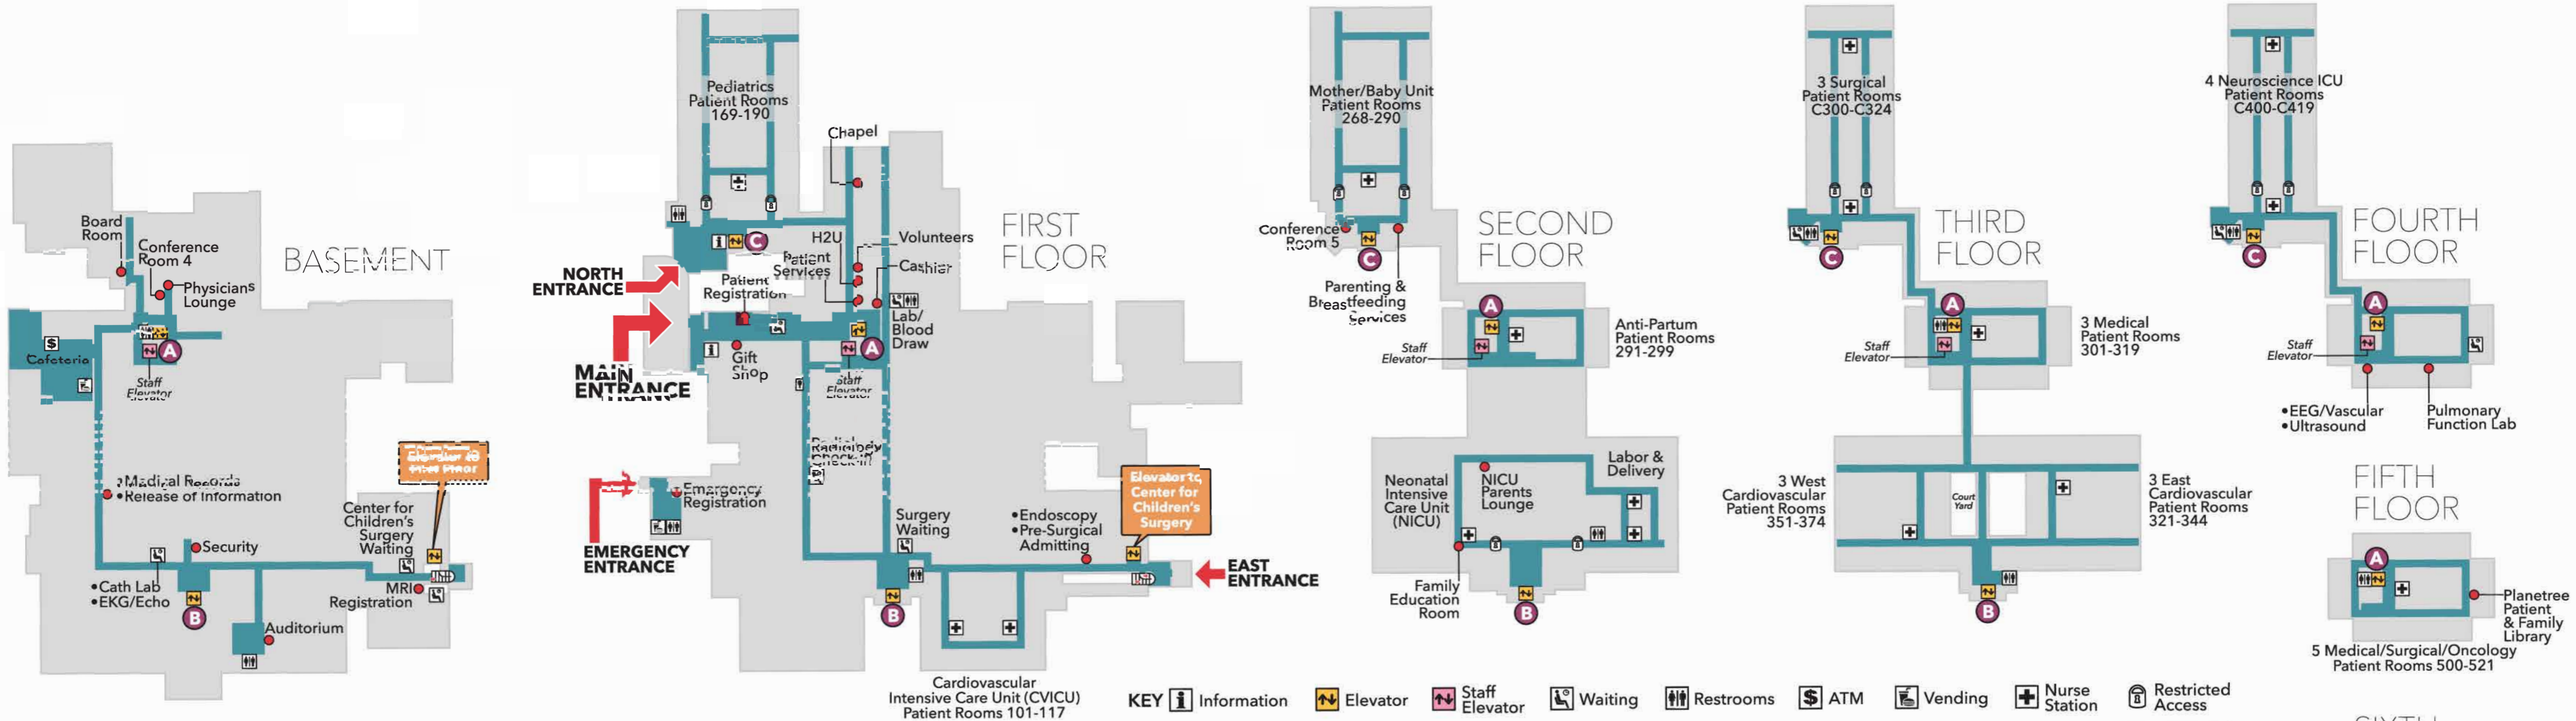 BASEMENT
Board
Room
Conference
Room 4
Physicians
Lounge
$
Cafeteria
A
Staff
Elevator
• Medical Records
• Release of Information
Center for
Children's
Surgery
Waiting
Security
• Cath Lab
• EKG/Echo
B
MRI
Registration
Auditorium
FIRST
FLOOR
Pediatrics
Patient Rooms
169-190
Chapel
H2U
Volunteers
Patient
Services
Cashier
C
NORTH
ENTRANCE
Patient
Registration
Lab/
Blood
Draw
A
Gift
Shop
MAIN
ENTRANCE
Staff
Elevator
Radiology
Check-in
Emergency
Registration
EMERGENCY
ENTRANCE
Surgery
Waiting
• Endoscopy
• Pre-Surgical
Admitting
Elevator to
Center for
Children's
Surgery
EAST
ENTRANCE
B
Cardiovascular
Intensive Care Unit (CVICU)
Patient Rooms 101-117
SECOND
FLOOR
Mother/Baby Unit
Patient Rooms
268-290
Conference
Room 5
C
Parenting &
Breastfeeding
Services
A
Staff
Elevator
Anti-Partum
Patient Rooms
291-299
Neonatal
Intensive
Care Unit
(NICU)
NICU
Parents
Lounge
Labor &
Delivery
Family
Education
Room
B
THIRD
FLOOR
3 Surgical
Patient Rooms
C300-C324
C
A
Staff
Elevator
3 Medical
Patient Rooms
301-319
3 West
Cardiovascular
Patient Rooms
351-374
Court
Yard
3 East
Cardiovascular
Patient Rooms
321-344
B
FOURTH
FLOOR
4 Neuroscience ICU
Patient Rooms
C400-C419
C
A
Staff
Elevator
• EEG/Vascular
• Ultrasound
Pulmonary
Function Lab
FIFTH
FLOOR
A
Planetree
Patient
& Family
Library
5 Medical/Surgical/Oncology
Patient Rooms 500-521
KEY
i Information
Elevator
Staff
Elevator
Waiting
Restrooms
$ ATM
Vending
Nurse
Station
Restricted
Access